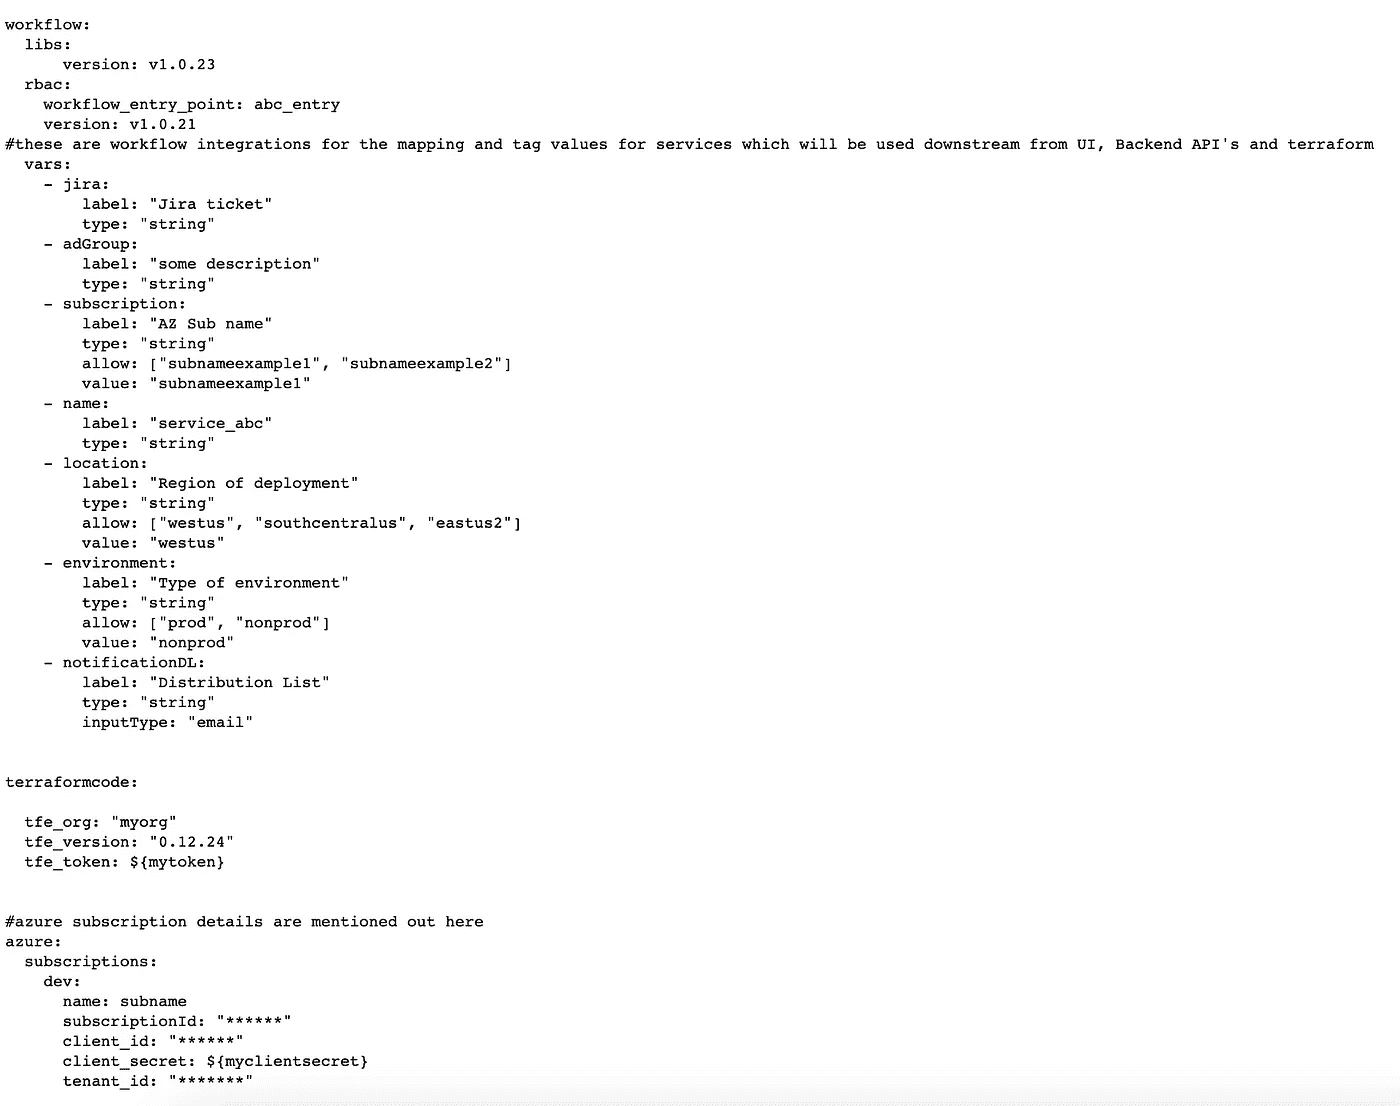 workflow:
  libs:
      version: v1.0.23
  rbac:
    workflow_entry_point: abc_entry
    version: v1.0.21
#these are workflow integrations for the mapping and tag values for services which will be used downstream from UI, Backend API's and terraform
  vars:
    - jira:
        label: "Jira ticket"
        type: "string"
    - adGroup:
        label: "some description"
        type: "string"
    - subscription:
        label: "AZ Sub name"
        type: "string"
        allow: ["subnameexample1", "subnameexample2"]
        value: "subnameexample1"
    - name:
        label: "service_abc"
        type: "string"
    - location:
        label: "Region of deployment"
        type: "string"
        allow: ["westus", "southcentralus", "eastus2"]
        value: "westus"
    - environment:
        label: "Type of environment"
        type: "string"
        allow: ["prod", "nonprod"]
        value: "nonprod"
    - notificationDL:
        label: "Distribution List"
        type: "string"
        inputType: "email"
terraformcode:
  tfe_org: "myorg"
  tfe_version: "0.12.24"
  tfe_token: ${mytoken}
#azure subscription details are mentioned out here
azure:
  subscriptions:
    dev:
      name: subname
      subscriptionId: "******"
      client_id: "******"
      client_secret: ${myclientsecret}
      tenant_id: "*******"